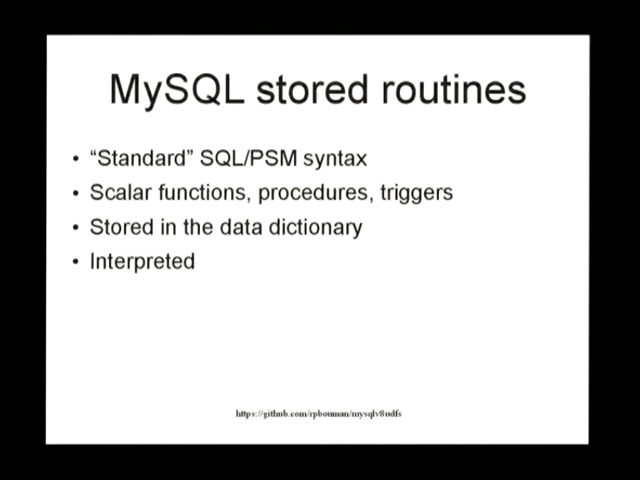 MySQL stored routines
• “Standard” SQL/PSM syntax
• Scalar functions, procedures, triggers
• Stored in the data dictionary
• Interpreted
https://github.com/rpbouman/mysqlv8udfs